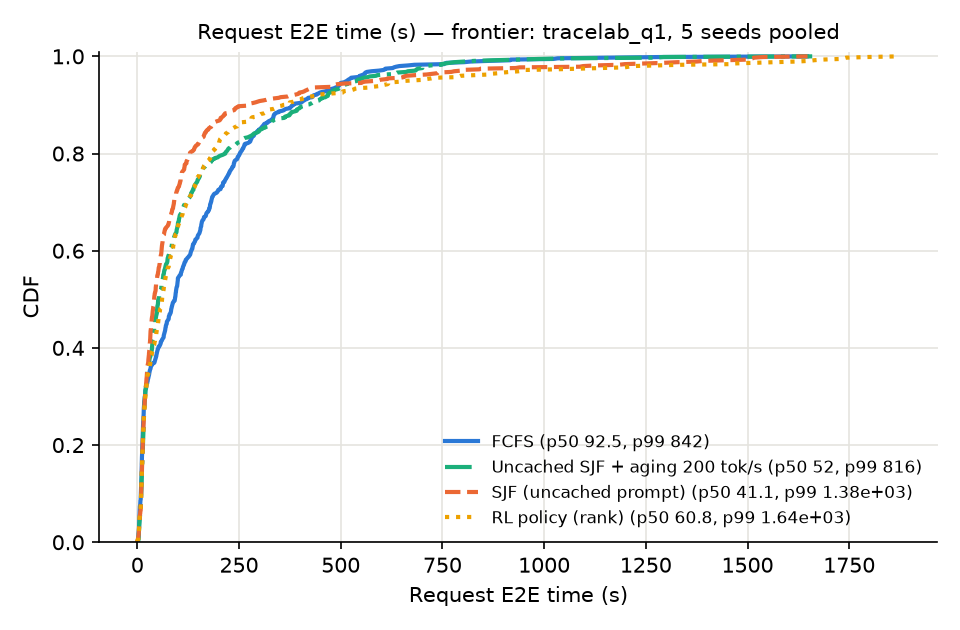 Request E2E time (s) — frontier: tracelab_q1, 5 seeds pooled
1.0
0.8
0.6
0.4
0.2
0.0
CDF
FCFS (p50 92.5, p99 842)
Uncached SJF + aging 200 tok/s (p50 52, p99 816)
SJF (uncached prompt) (p50 41.1, p99 1.38e+03)
RL policy (rank) (p50 60.8, p99 1.64e+03)
0 250 500 750 1000 1250 1500 1750
Request E2E time (s)